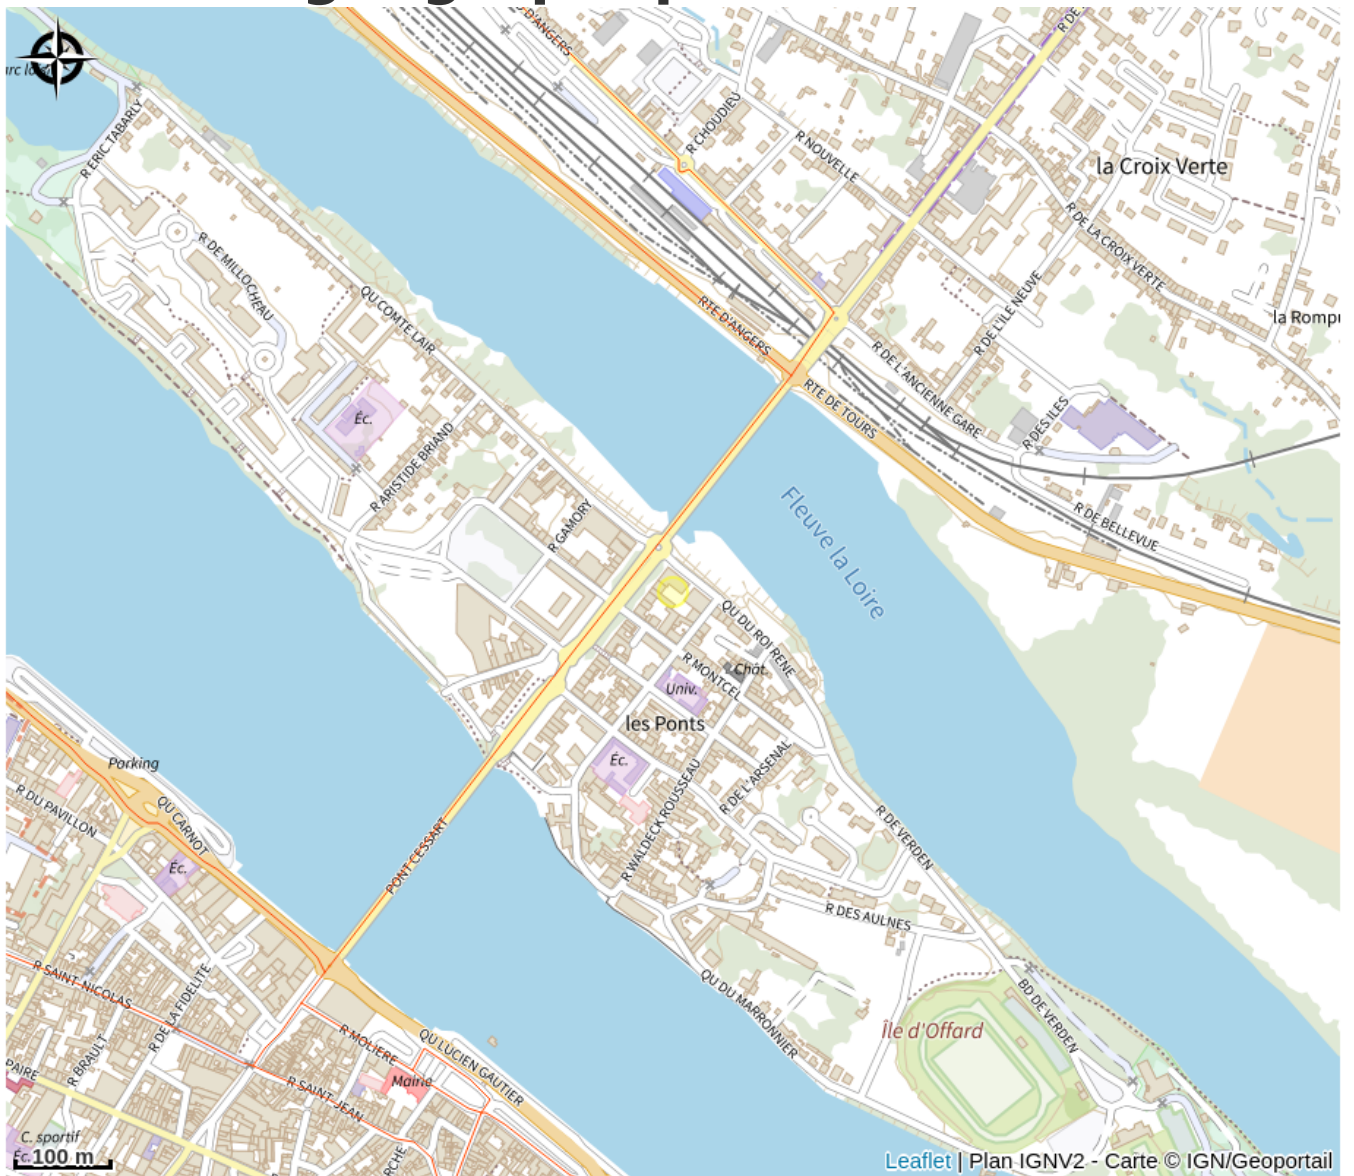 D'ANGERS
R DE
arc loisi
R ERIC TABARLY
R CHOUDIEU
R NOUVELLE
la Croix Verte
R DE LA CROIX VERTE
R DE MILLOCHEAU
QU COMTE LAIR
RTE D'ANGERS
R DE L'ILE NEUVE
la Rompu
R DE L'ANCIENNE GARE
RTE DE TOURS
R DES ILES
Éc.
R ARISTIDE BRIAND
R GAMORY
Fleuve la Loire
R DE BELLEVUE
QU DU ROI RENE
R MONTCEL
Chât.
Univ.
les Ponts
Éc.
R DE L'ARSENAL
R WALDECK ROUSSEAU
R DE VERDEN
Parking
R DU PAVILLON
QU CARNOT
Éc.
PONT CESSART
R DES AULNES
R SAINT-NICOLAS
R DE LA FIDELITE
QU DU MARRONNIER
BD DE VERDEN
Île d'Offard
R BRAULT
R MOLIERE
QU LUCIEN GAUTIER
Mairie
PAIRE
R SAINT-JEAN
RCHE
C. sportif
Éc.
100 m
Leaflet | Plan IGNV2 - Carte © IGN/Geoportail